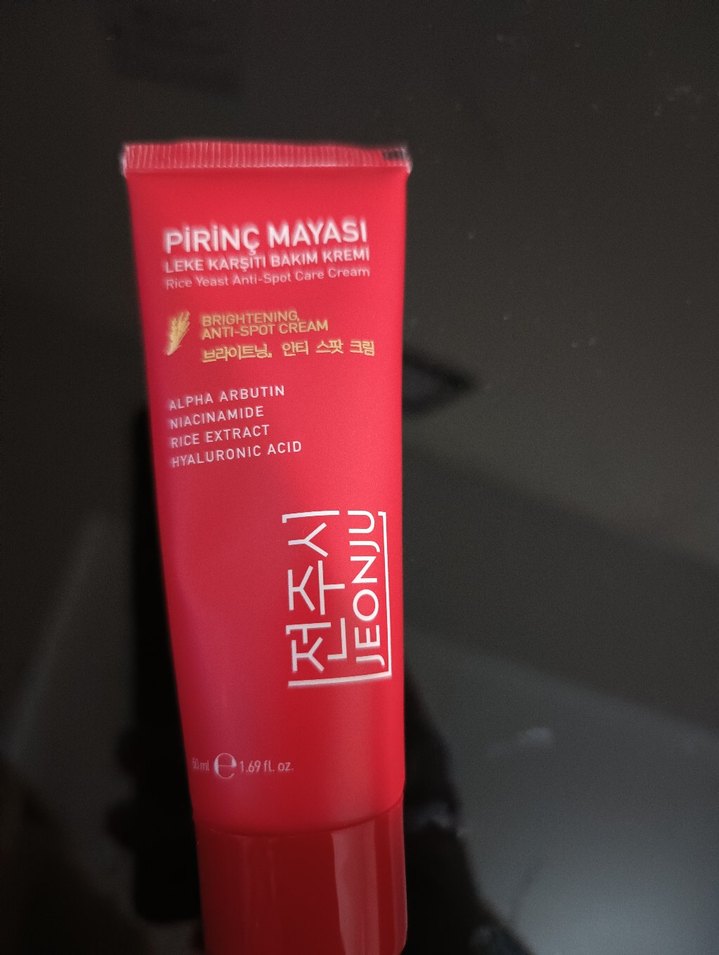 PİRİNÇ MAYASI
LEKE KARŞITI BAKIM KREMİ
Rice Yeast Anti-Spot Care Cream
BRIGHTENING,
ANTI-SPOT CREAM
브라이트닝, 안티 스팟 크림
ALPHA ARBUTIN
NIACINAMIDE
RICE EXTRACT
HYALURONIC ACID
전주시
JEONJU
50 ml e 1.69 fl. oz.